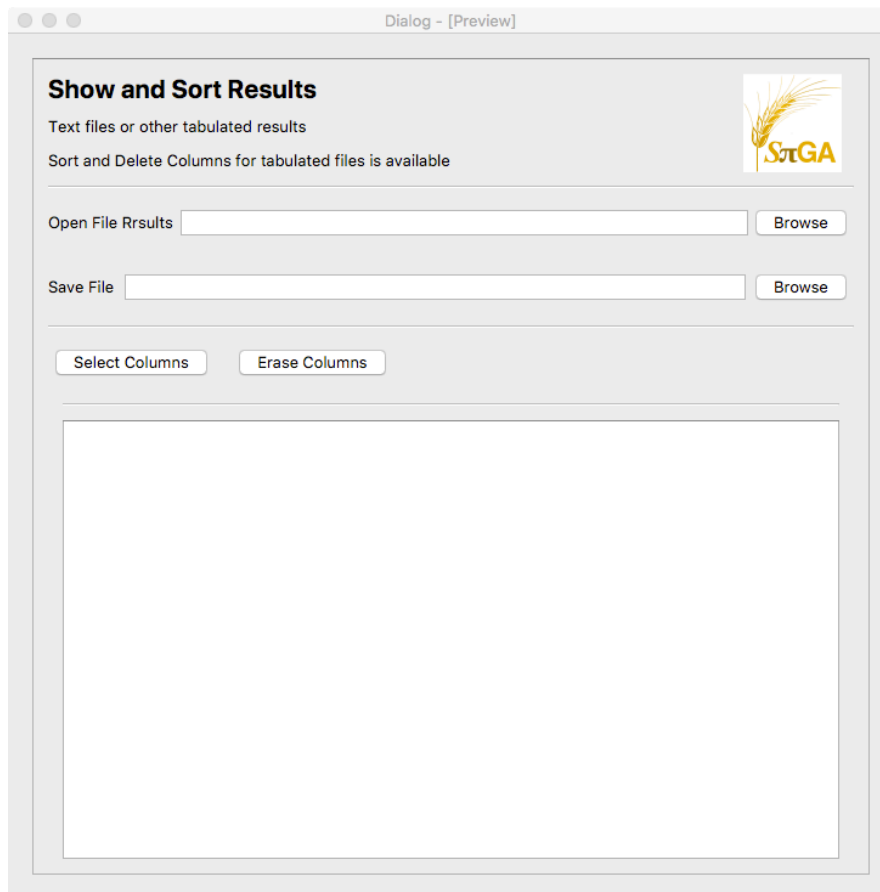 Dialog - [Preview]
Show and Sort Results
Text files or other tabulated results
Sort and Delete Columns for tabulated files is available
SπGA
Open File Rrsults
Browse
Save File
Browse
Select Columns
Erase Columns